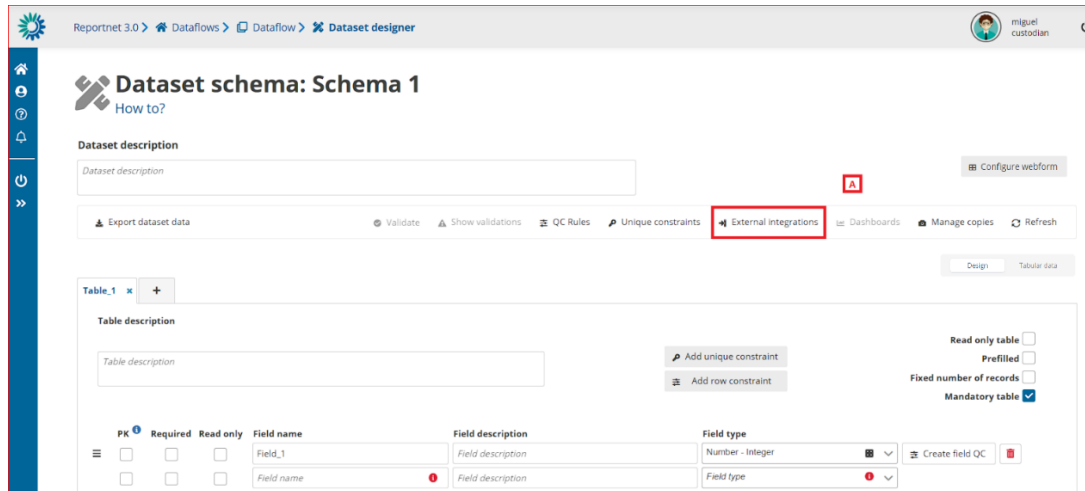 Reportnet 3.0 > Dataflows > Dataflow > Dataset designer
miguel
custodian
Dataset schema: Schema 1
How to?
Dataset description
Dataset description
Configure webform
A
Export dataset data Validate Show validations QC Rules Unique constraints External integrations Dashboards Manage copies Refresh
Design Tabular data
Table_1 x +
Table description
Table description
Add unique constraint
Add row constraint
Read only table
Prefilled
Fixed number of records
Mandatory table
PK Required Read only Field name Field description Field type
Field_1 Field description Number - Integer Create field QC
Field name Field description Field type